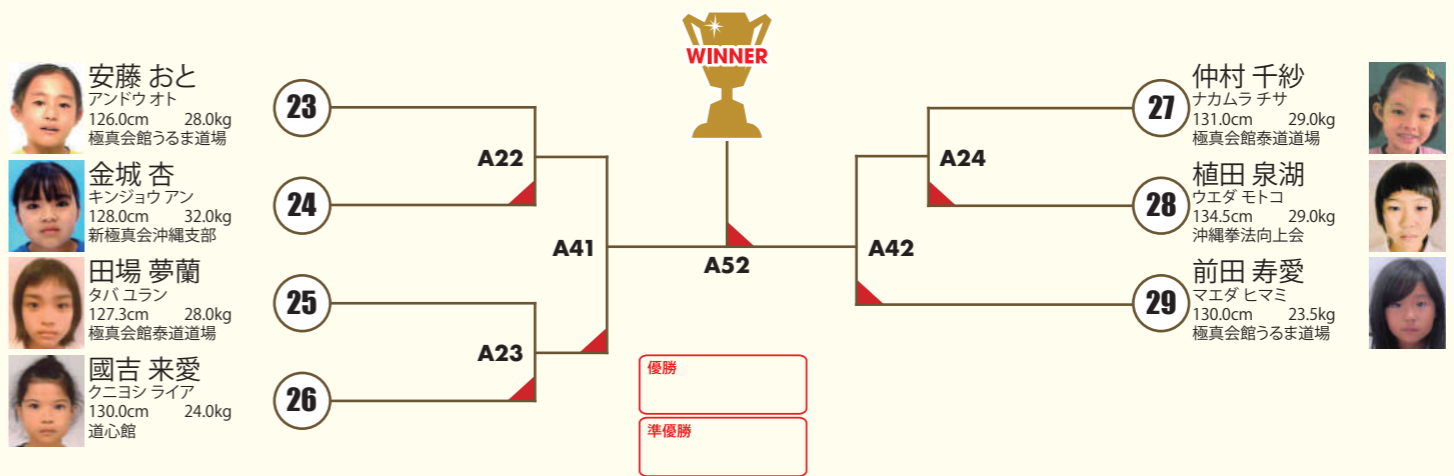 WINNER
安藤 おと
アンドウ オト
126.0cm 28.0kg
極真会館うるま道場
23
金城 杏
キンジョウ アン
128.0cm 32.0kg
新極真会沖縄支部
24
田場 夢蘭
タバ ユラン
127.3cm 28.0kg
極真会館泰道道場
25
國吉 来愛
クニヨシ ライア
130.0cm 24.0kg
道心館
26
A22
A23
A41
A52
A42
A24
27
仲村 千紗
ナカムラ チサ
131.0cm 29.0kg
極真会館泰道道場
28
植田 泉湖
ウエダ モトコ
134.5cm 29.0kg
沖縄拳法向上会
29
前田 寿愛
マエダ ヒマミ
130.0cm 23.5kg
極真会館うるま道場
優勝
準優勝